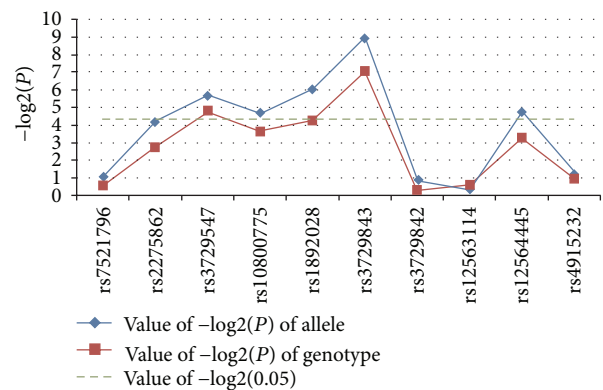 10
9
8
7
6
5
4
3
2
1
0
−log2(P)
rs7521796
rs2275862
rs3729547
rs10800775
rs1892028
rs3729843
rs3729842
rs12563114
rs12564445
rs4915232
Value of −log2(P) of allele
Value of −log2(P) of genotype
Value of −log2(0.05)